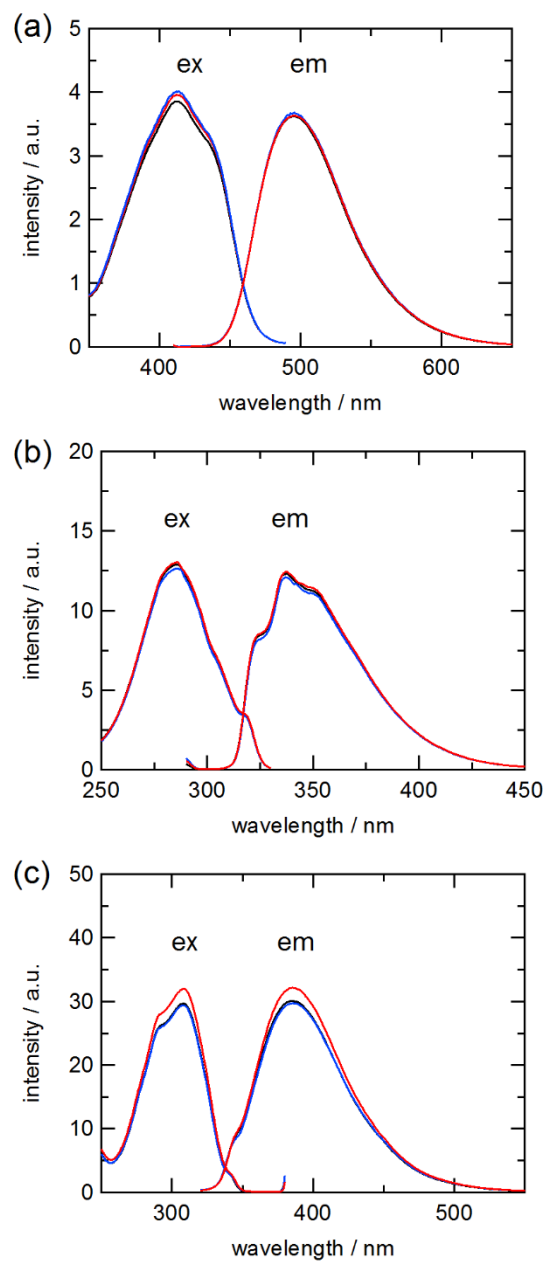 (a)
ex em
5
4
3
2
1
0
intensity / a.u.
400 500 600
wavelength / nm
(b)
ex em
20
15
10
5
0
intensity / a.u.
250 300 350 400 450
wavelength / nm
(c)
ex em
50
40
30
20
10
0
intensity / a.u.
300 400 500
wavelength / nm